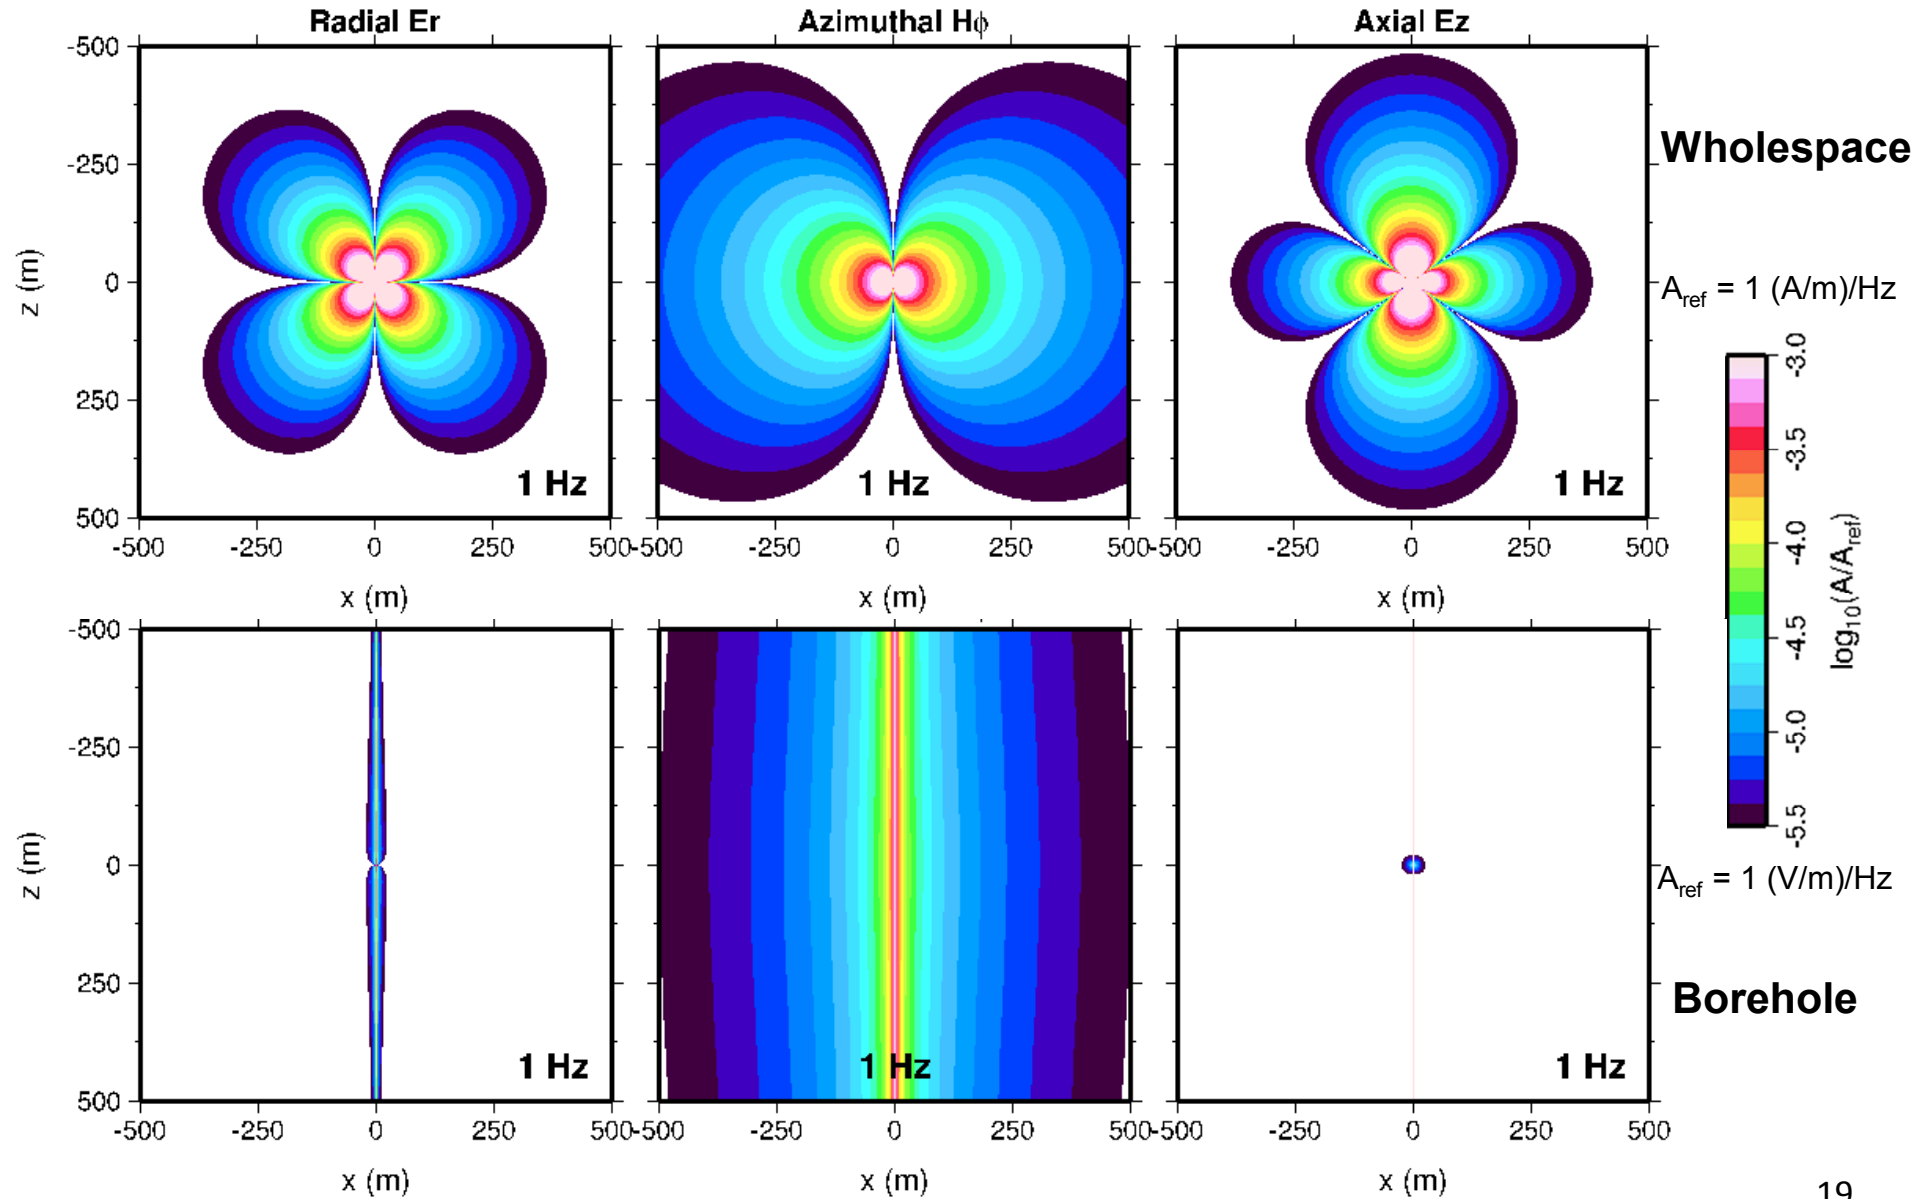 Radial Er
Azimuthal Hϕ
Axial Ez
-500
-250
0
250
500
z (m)
1 Hz
1 Hz
1 Hz
-500 -250 0 250 500
-500 -250 0 250 500
-500 -250 0 250 500
x (m)
x (m)
x (m)
Wholespace
A_ref = 1 (A/m)/Hz
-3.0
-3.5
-4.0
-4.5
-5.0
-5.5
log₁₀(A/A_ref)
A_ref = 1 (V/m)/Hz
Borehole
-500
-250
0
250
500
z (m)
1 Hz
1 Hz
1 Hz
-500 -250 0 250 500
-500 -250 0 250 500
-500 -250 0 250 500
x (m)
x (m)
x (m)
19